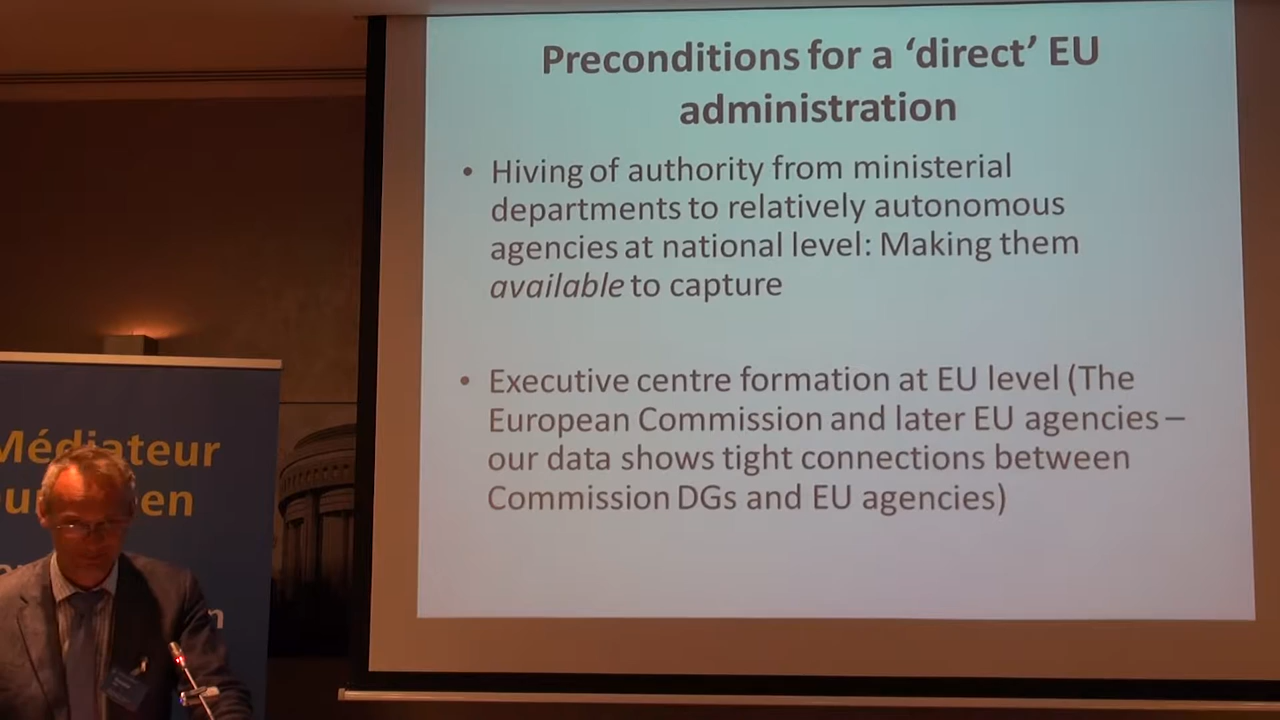 Preconditions for a ‘direct’ EU
administration
• Hiving of authority from ministerial
departments to relatively autonomous
agencies at national level: Making them
available to capture
• Executive centre formation at EU level (The
European Commission and later EU agencies –
our data shows tight connections between
Commission DGs and EU agencies)
Médiateur